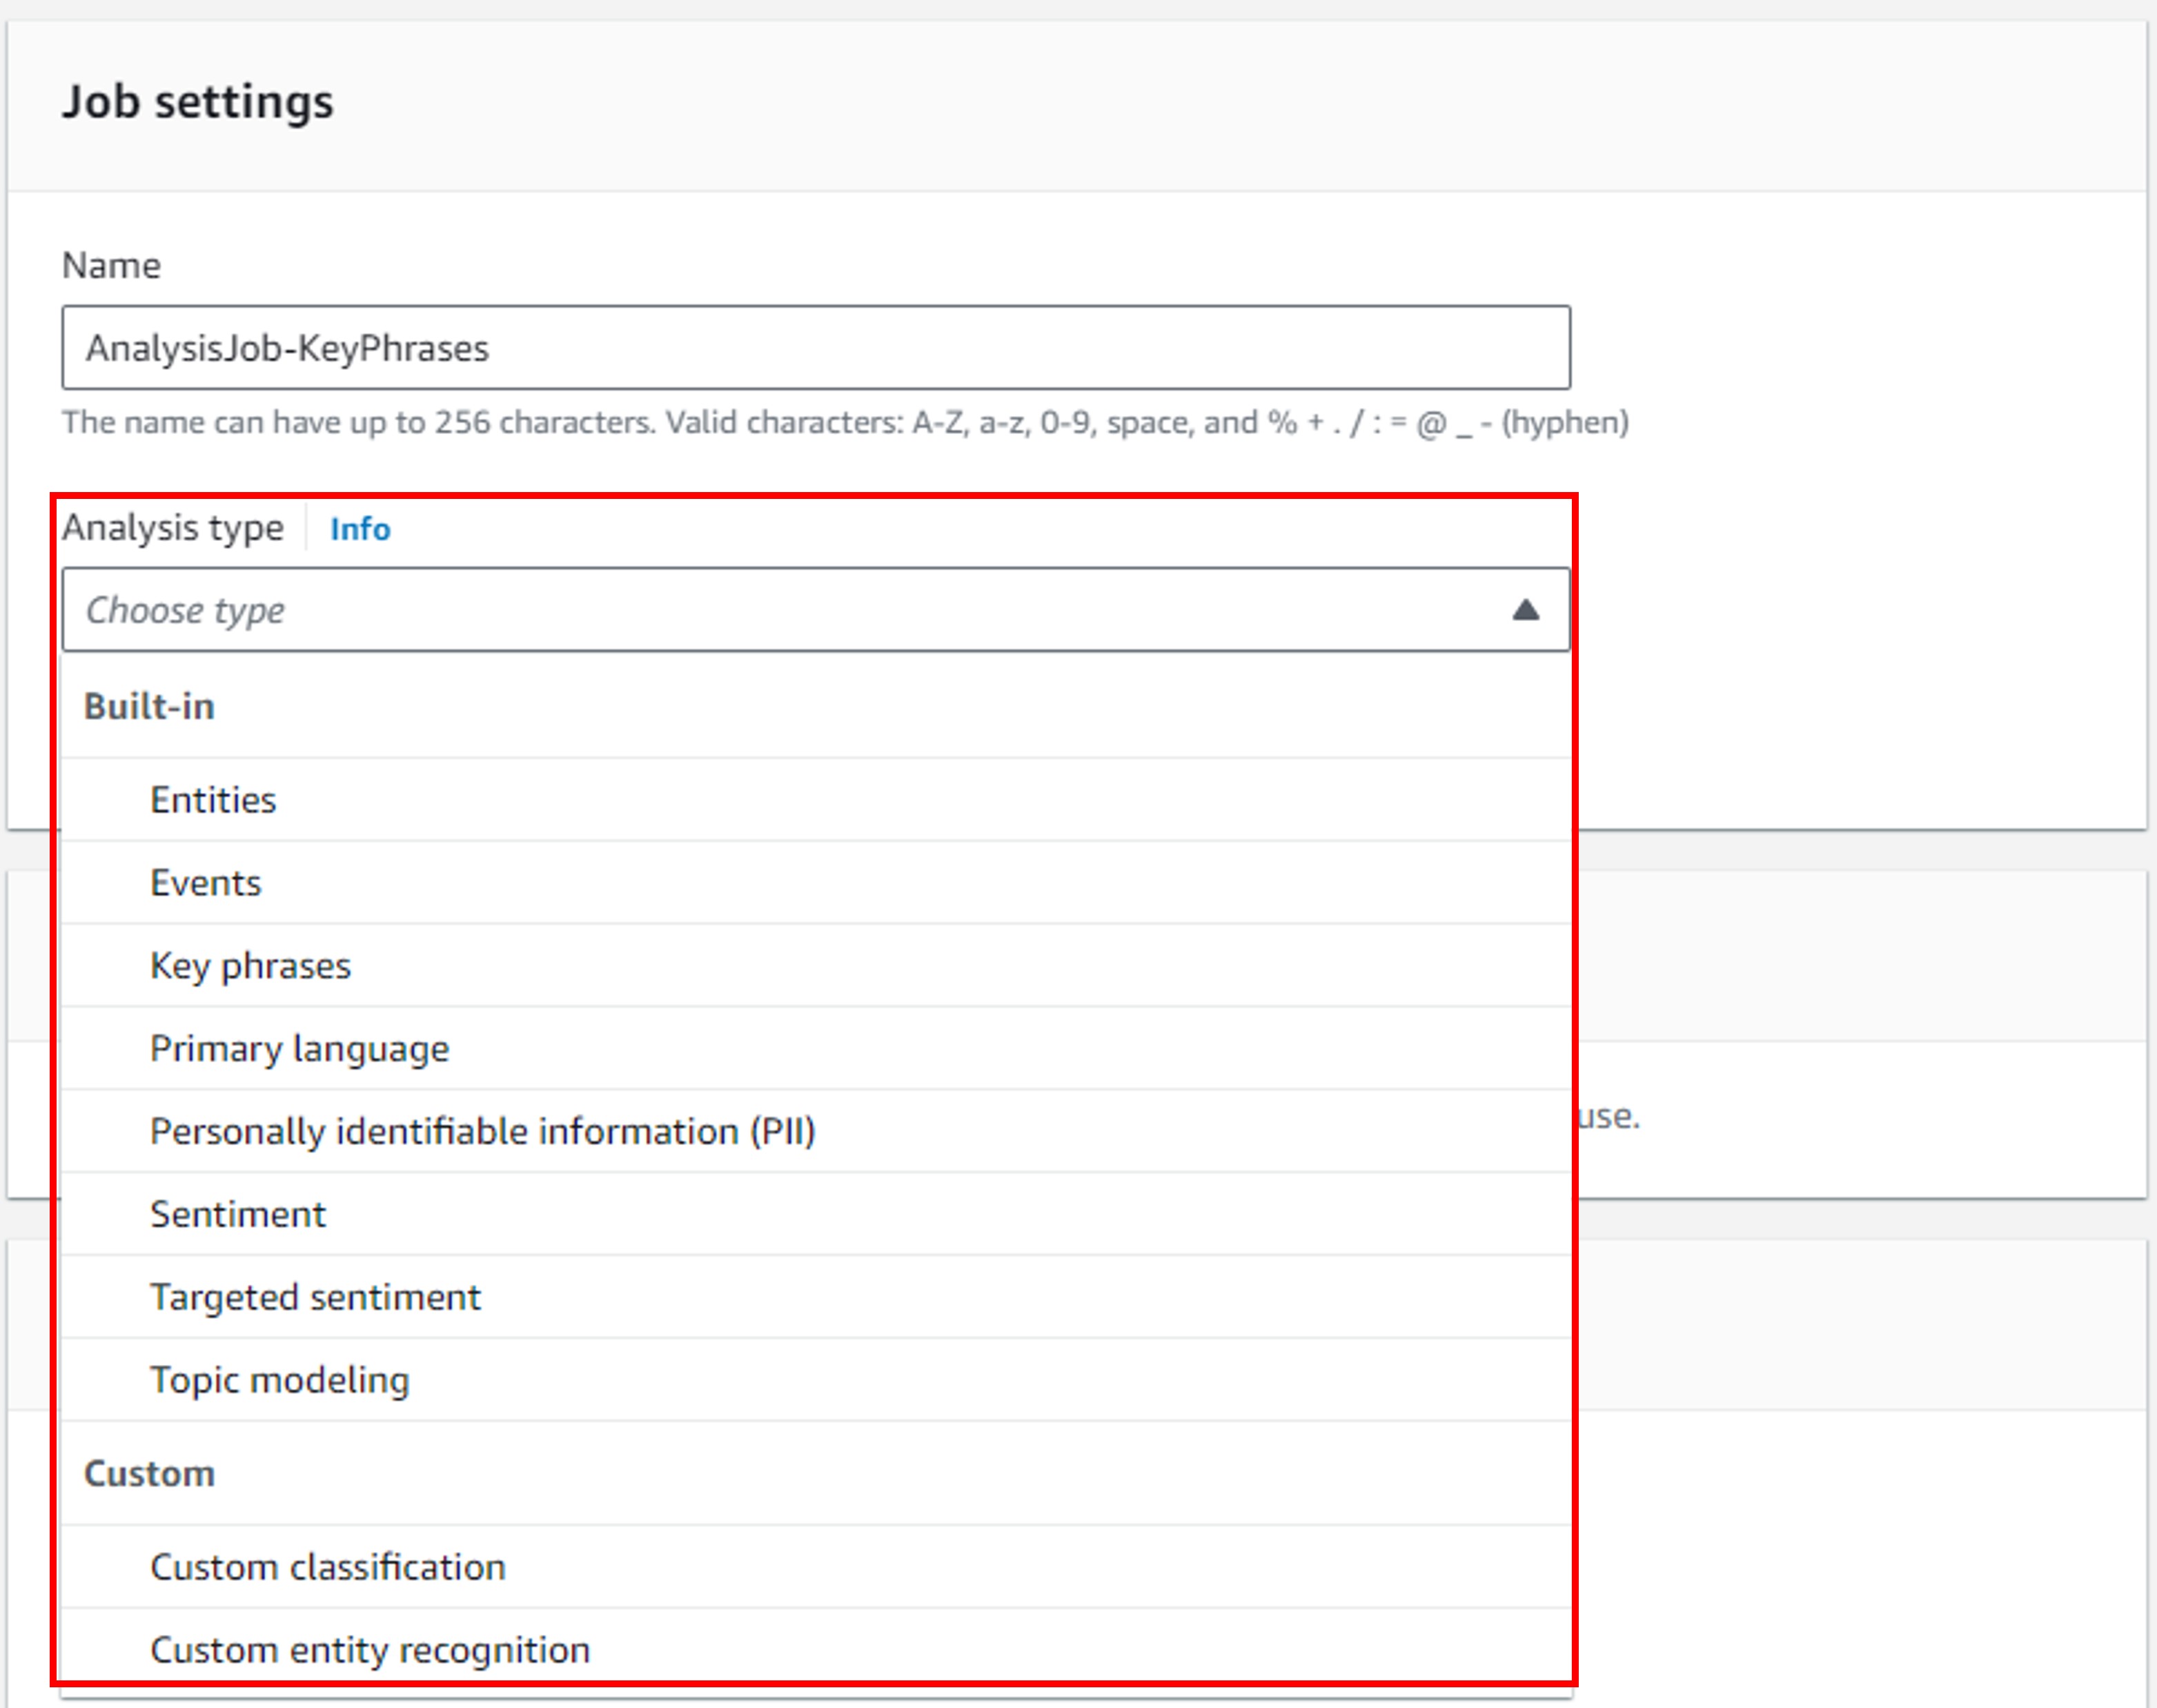 Job settings
Name
AnalysisJob-KeyPhrases
The name can have up to 256 characters. Valid characters: A-Z, a-z, 0-9, space, and % + . / : = @ _ - (hyphen)
Analysis type Info
Choose type
Built-in
Entities
Events
Key phrases
Primary language
Personally identifiable information (PII)
use.
Sentiment
Targeted sentiment
Topic modeling
Custom
Custom classification
Custom entity recognition